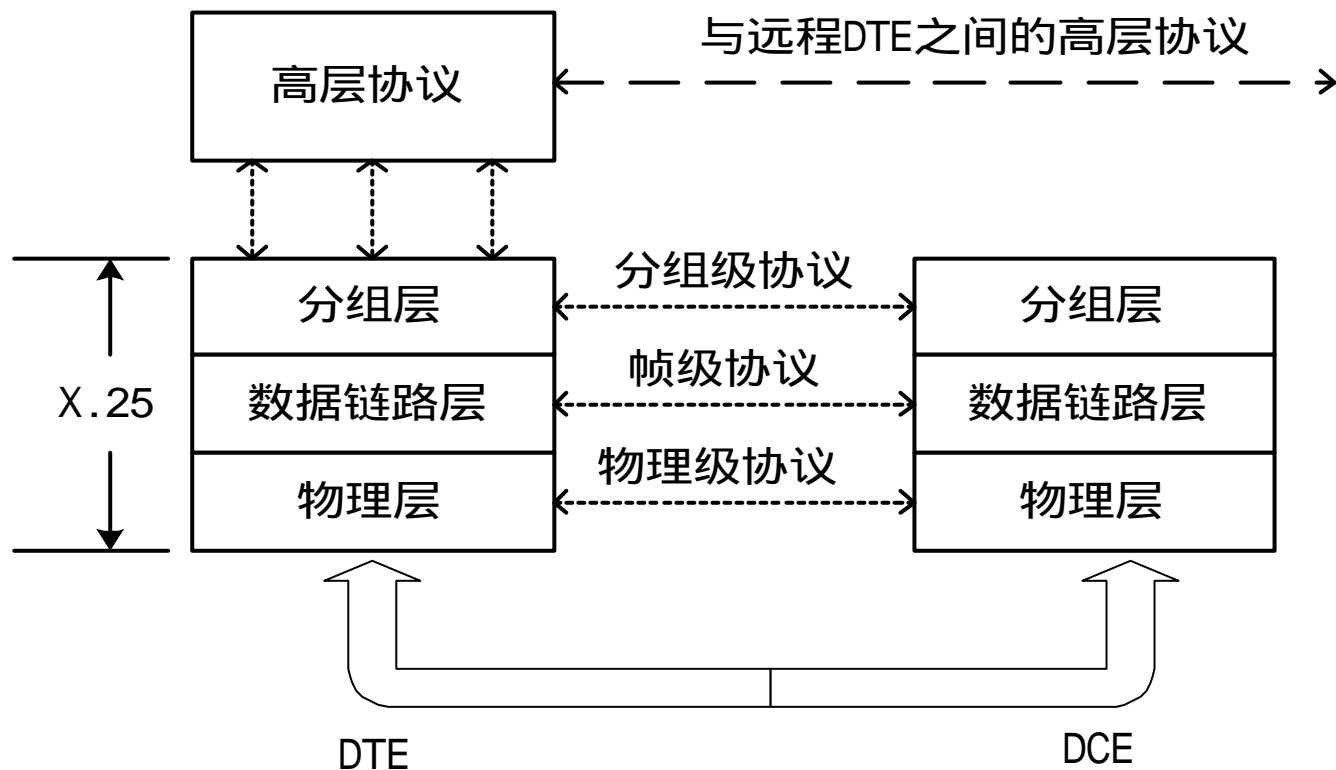 与远程DTE之间的高层协议
高层协议
分组级协议
分组层
分组层
帧级协议
X.25
数据链路层
数据链路层
物理级协议
物理层
物理层
DTE
DCE